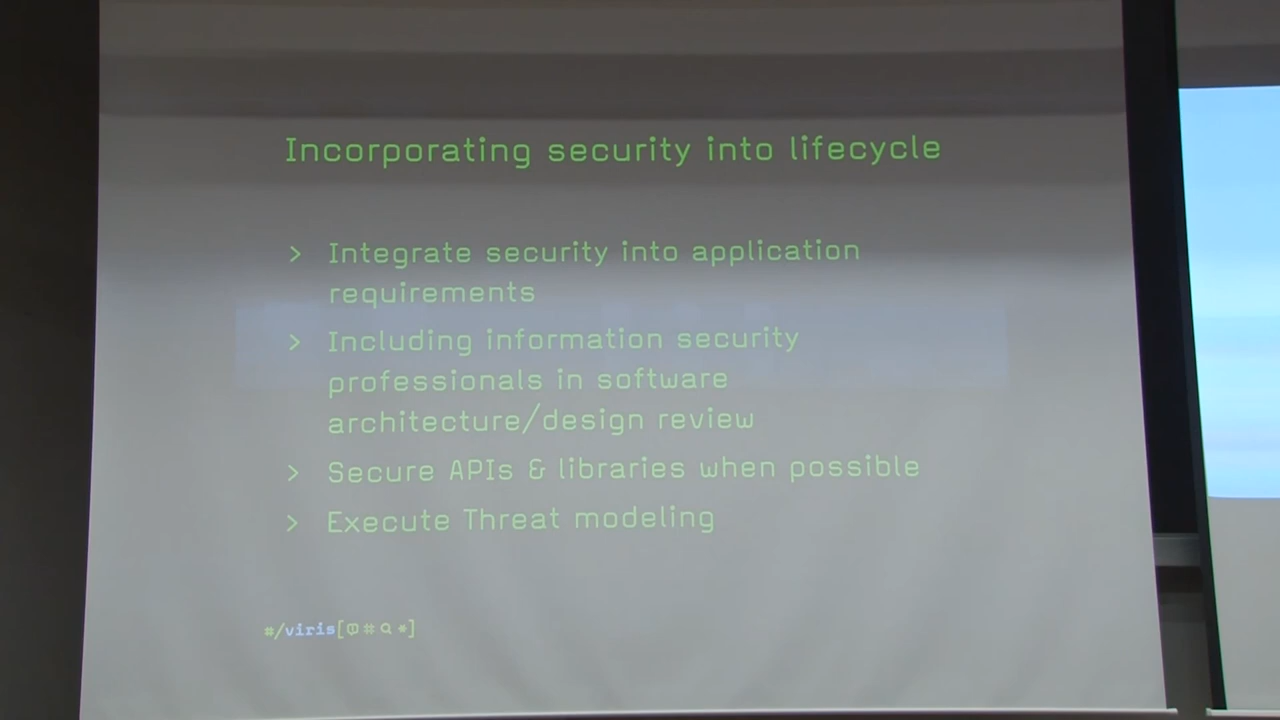 Incorporating security into lifecycle
> Integrate security into application
requirements
> Including information security
professionals in software
architecture/design review
> Secure APIs & libraries when possible
> Execute Threat modeling
#/viris[